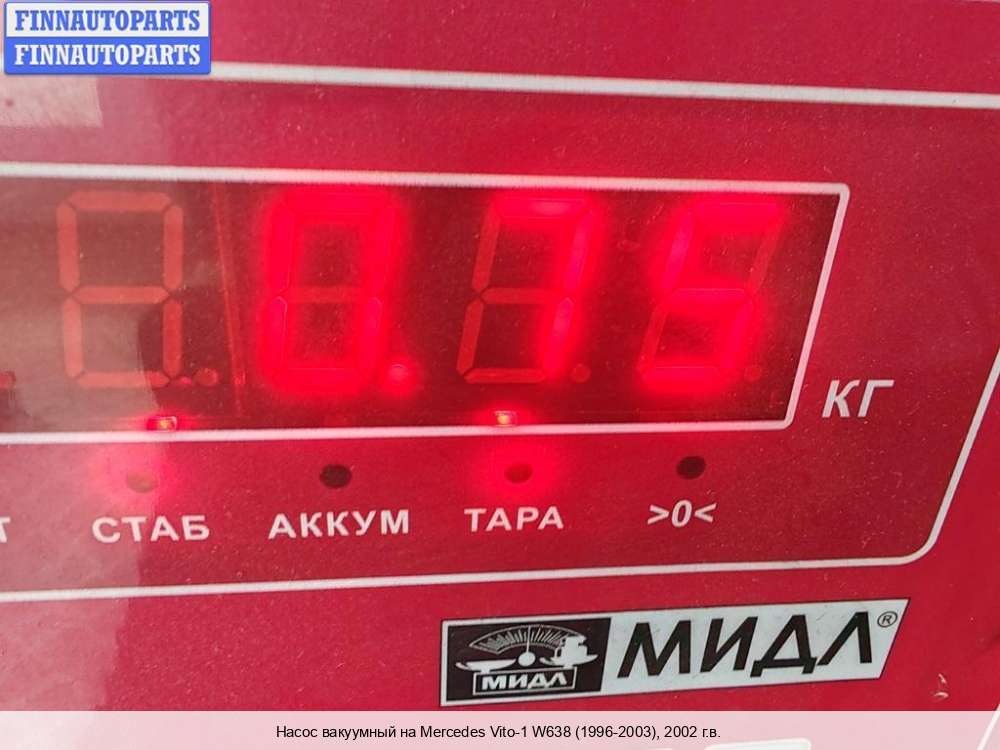 FINNAUTOPARTS
FINNAUTOPARTS
0.75
КГ
СТАБ АККУМ ТАРА >0<
МИДЛ МИДЛ®
Насос вакуумный на Mercedes Vito-1 W638 (1996-2003), 2002 г.в.